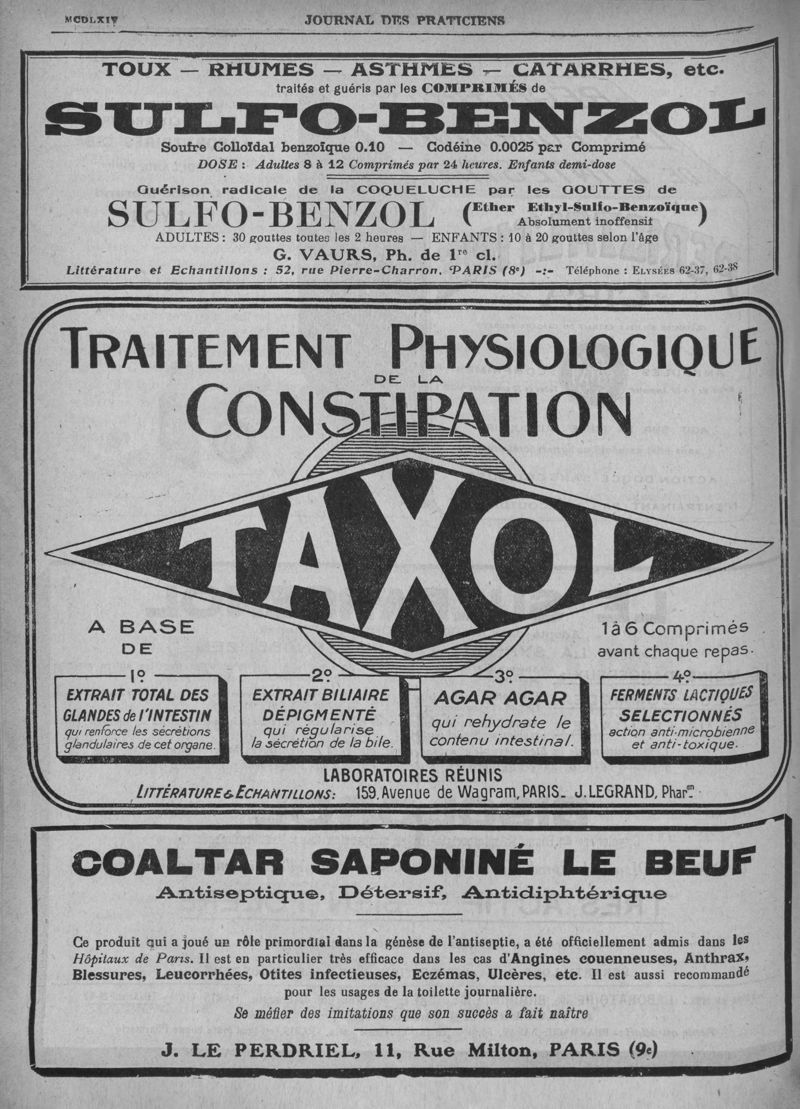 MCDLXIV
JOURNAL DES PRATICIENS
TOUX — RHUMES — ASTHMES — CATARRHES, etc.
traités et guéris par les COMPRIMÉS de
SULFO-BENZOL
Soufre Colloïdal benzoïque 0.10 — Codéine 0.0025 par Comprimé
DOSE : Adultes 8 à 12 Comprimés par 24 heures. Enfants demi-dose
Guérison radicale de la COQUELUCHE par les GOUTTES de
SULFO-BENZOL (Ether Ethyl-Sulfo-Benzoïque
Absolument inoffensif)
ADULTES : 30 gouttes toutes les 2 heures — ENFANTS : 10 à 20 gouttes selon l'âge
G. VAURS, Ph. de 1re cl.
Littérature et Echantillons : 52, rue Pierre-Charron, PARIS (8e) -:- Téléphone : ELYSÉES 62-37, 62-38
TRAITEMENT PHYSIOLOGIQUE
DE LA
CONSTIPATION
TAXOL
A BASE
DE
1 à 6 Comprimés
avant chaque repas.
1º
EXTRAIT TOTAL DES
GLANDES de l'INTESTIN
qui renforce les sécrétions
glandulaires de cet organe.
2º
EXTRAIT BILIAIRE
DÉPIGMENTÉ
qui régularise
la sécrétion de la bile.
3º
AGAR AGAR
qui rehydrate le
contenu intestinal.
4º
FERMENTS LACTIQUES
SELECTIONNÉS
action anti-microbienne
et anti-toxique.
LABORATOIRES RÉUNIS
LITTÉRATURE & ECHANTILLONS: 159, Avenue de Wagram, PARIS_ J. LEGRAND, Pharen
COALTAR SAPONINÉ LE BEUF
Antiseptique, Détersif, Antidiphtérique
Ce produit qui a joué un rôle primordial dans la génèse de l'antiseptie, a été officiellement admis dans les
Hôpitaux de Paris. Il est en particulier très efficace dans les cas d'Angines couenneuses, Anthrax,
Blessures, Leucorrhées, Otites infectieuses, Eczémas, Ulcères, etc. Il est aussi recommandé
pour les usages de la toilette journalière.
Se méfier des imitations que son succès a fait naître
J. LE PERDRIEL, 11, Rue Milton, PARIS (9e)